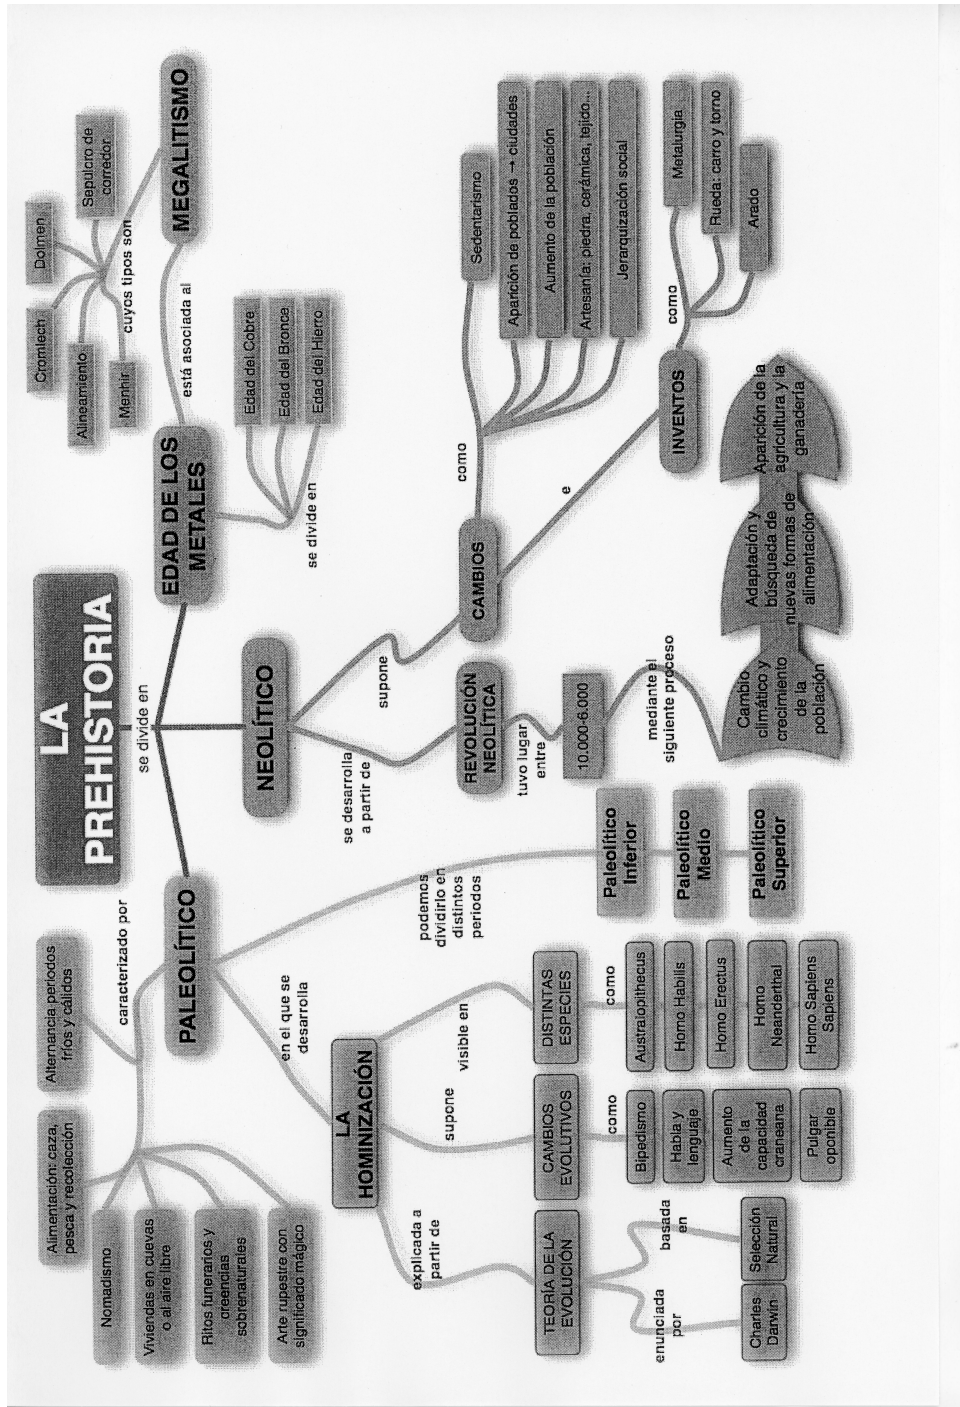 LA
PREHISTORIA
se divide en
PALEOLÍTICO
caracterizado por
Alternancia periodos
fríos y cálidos
Alimentación: caza,
pesca y recolección
Nomadismo
Viviendas en cuevas
o al aire libre
Ritos funerarios y
creencias
sobrenaturales
Arte rupestre con
significado mágico
en el que se
desarrolla
LA
HOMINIZACIÓN
explicada a
partir de
TEORÍA DE LA
EVOLUCIÓN
enunciada
por
Charles
Darwin
basada
en
Selección
Natural
supone
CAMBIOS
EVOLUTIVOS
como
Bipedismo
Habla y
lenguaje
Aumento
de la
capacidad
craneana
Pulgar
oponible
visible en
DISTINTAS
ESPECIES
como
Australopithecus
Homo Habilis
Homo Erectus
Homo
Neanderthal
Homo Sapiens
Sapiens
podemos
dividirlo en
distintos
periodos
Paleolítico
Inferior
Paleolítico
Medio
Paleolítico
Superior
NEOLÍTICO
se desarrolla
a partir de
REVOLUCIÓN
NEOLÍTICA
tuvo lugar
entre
10.000-6.000
mediante el
siguiente proceso
Cambio
climático y
crecimiento
de la
población
Adaptación y
búsqueda de
nuevas formas de
alimentación
Aparición de la
agricultura y la
ganadería
supone
CAMBIOS
como
Sedentarismo
Aparición de poblados → ciudades
Aumento de la población
Artesanía: piedra, cerámica, tejido...
Jerarquización social
e
INVENTOS
como
Metalurgia
Rueda: carro y torno
Arado
EDAD DE LOS
METALES
se divide en
Edad del Cobre
Edad del Bronce
Edad del Hierro
está asociada al
MEGALITISMO
cuyos tipos son
Menhir
Alineamiento
Cromlech
Dolmen
Sepulcro de
corredor